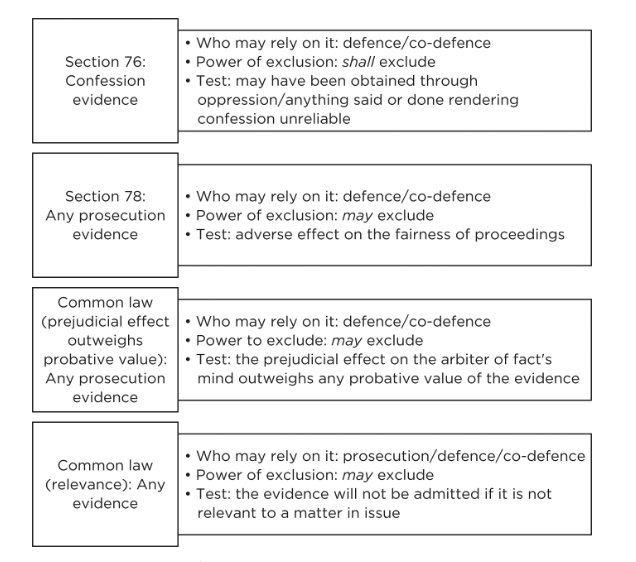 Section 76:
Confession
evidence
• Who may rely on it: defence/co-defence
• Power of exclusion: shall exclude
• Test: may have been obtained through
oppression/anything said or done rendering
confession unreliable
Section 78:
Any prosecution
evidence
• Who may rely on it: defence/co-defence
• Power of exclusion: may exclude
• Test: adverse effect on the fairness of proceedings
Common law
(prejudicial effect
outweighs
probative value):
Any prosecution
evidence
• Who may rely on it: defence/co-defence
• Power to exclude: may exclude
• Test: the prejudicial effect on the arbiter of fact's
mind outweighs any probative value of the evidence
Common law
(relevance): Any
evidence
• Who may rely on it: prosecution/defence/co-defence
• Power of exclusion: may exclude
• Test: the evidence will not be admitted if it is not
relevant to a matter in issue